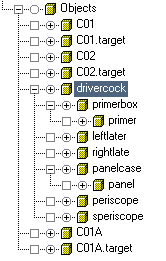 Objects
C01
C01.target
C02
C02.target
drivercock
primerbox
primer
leftlater
rightlate
panelcase
panel
periscope
speriscope
C01A
C01A.target